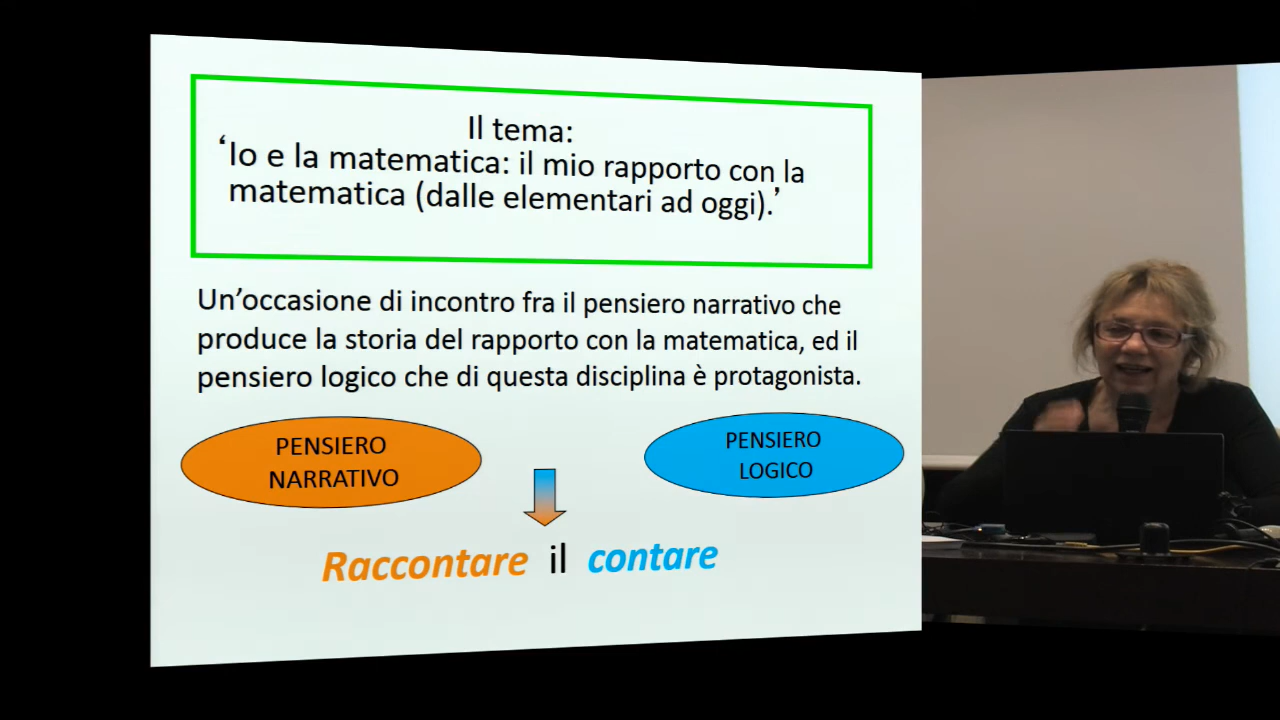 Il tema:
‘Io e la matematica: il mio rapporto con la
matematica (dalle elementari ad oggi).’
Un’occasione di incontro fra il pensiero narrativo che
produce la storia del rapporto con la matematica, ed il
pensiero logico che di questa disciplina è protagonista.
PENSIERO
NARRATIVO
PENSIERO
LOGICO
Raccontare il contare